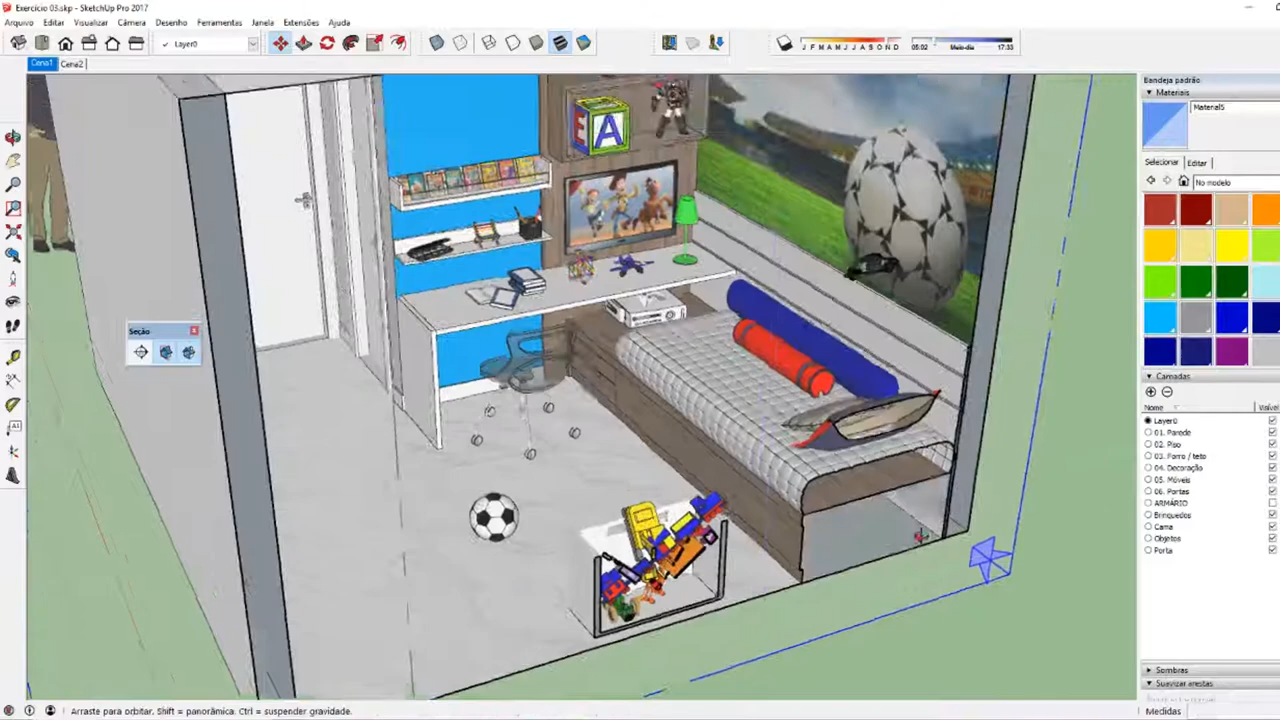 Exercício 03.skp - SketchUp Pro 2017
Arquivo Editar Visualizar Câmera Desenho Ferramentas Janela Extensões Ajuda
Layer0
J F M A M J J A S O N D
05:02 Meio-dia 17:33
Cena1 Cena2
Bandeja padrão
Materiais
Material5
Selecionar Editar
No modelo
E A
Seção
Camadas
Nome Visível
Layer0
01. Parede
02. Piso
03. Forro / teto
04. Decoração
05. Móveis
06. Portas
ARMÁRIO
Brinquedos
Cama
Objetos
Porta
Sombras
Suavizar arestas
Arraste para orbitar. Shift = panorâmica. Ctrl = suspender gravidade.
Medidas